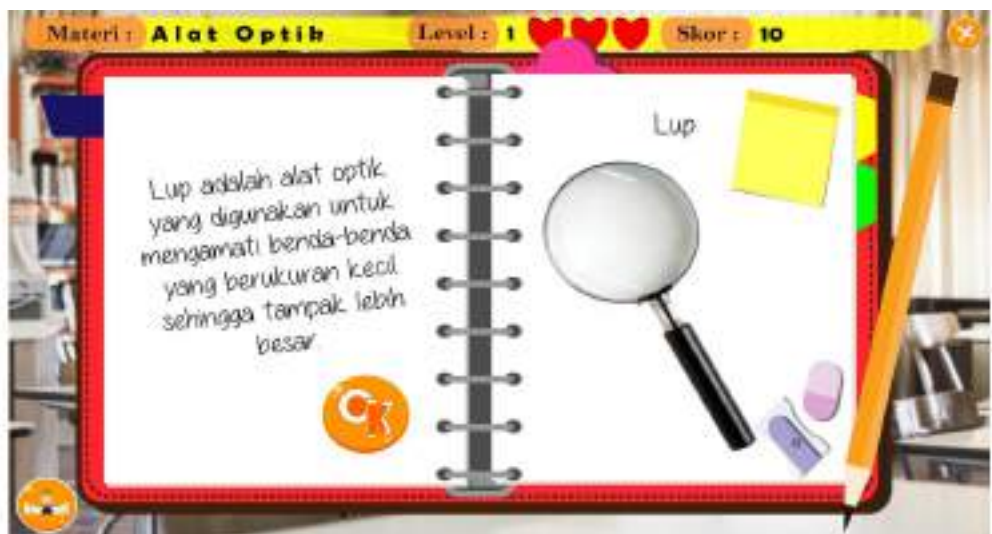 Materi : Alat Optik
Level : 1
Skor : 10
Lup adalah alat optik
yang digunakan untuk
mengamati benda-benda
yang berukuran kecil
sehingga tampak lebih
besar
OK
Lup